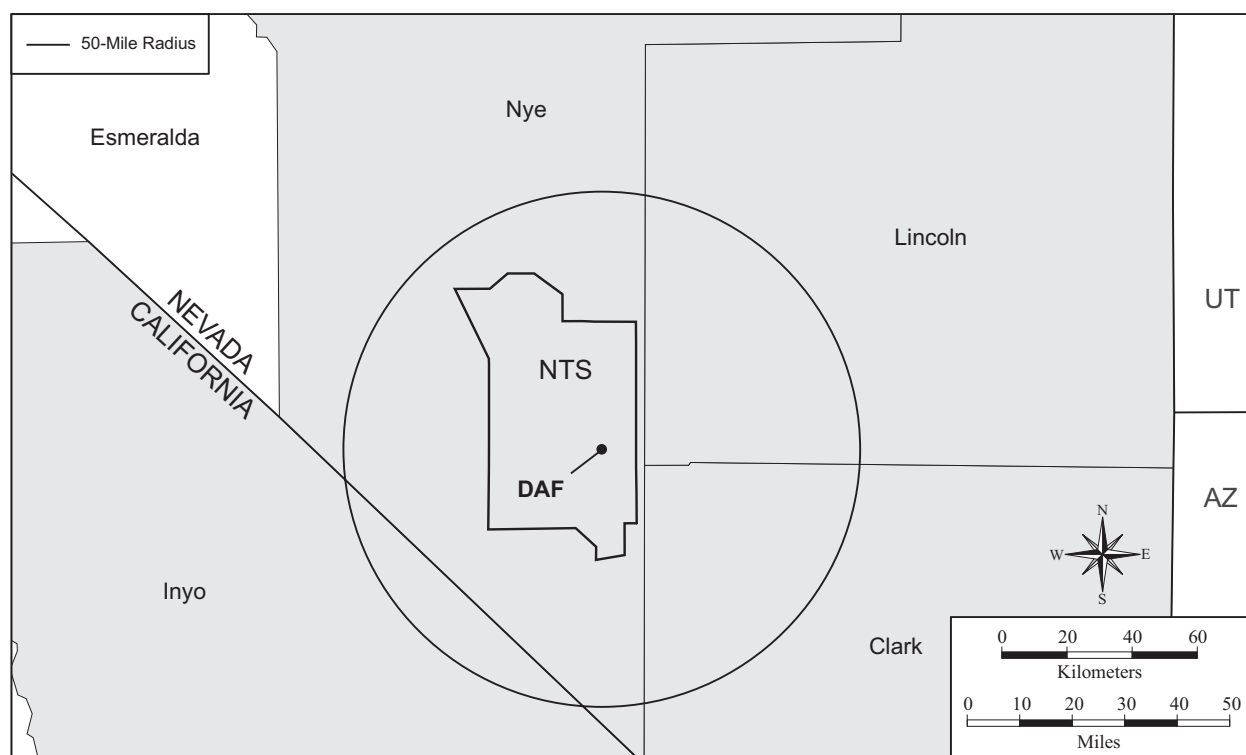 50-Mile Radius
Nye
Esmeralda
Lincoln
NEVADA
CALIFORNIA
UT
NTS
DAF
AZ
N
W E
S
Inyo
Clark
0 20 40 60
Kilometers
0 10 20 30 40 50
Miles